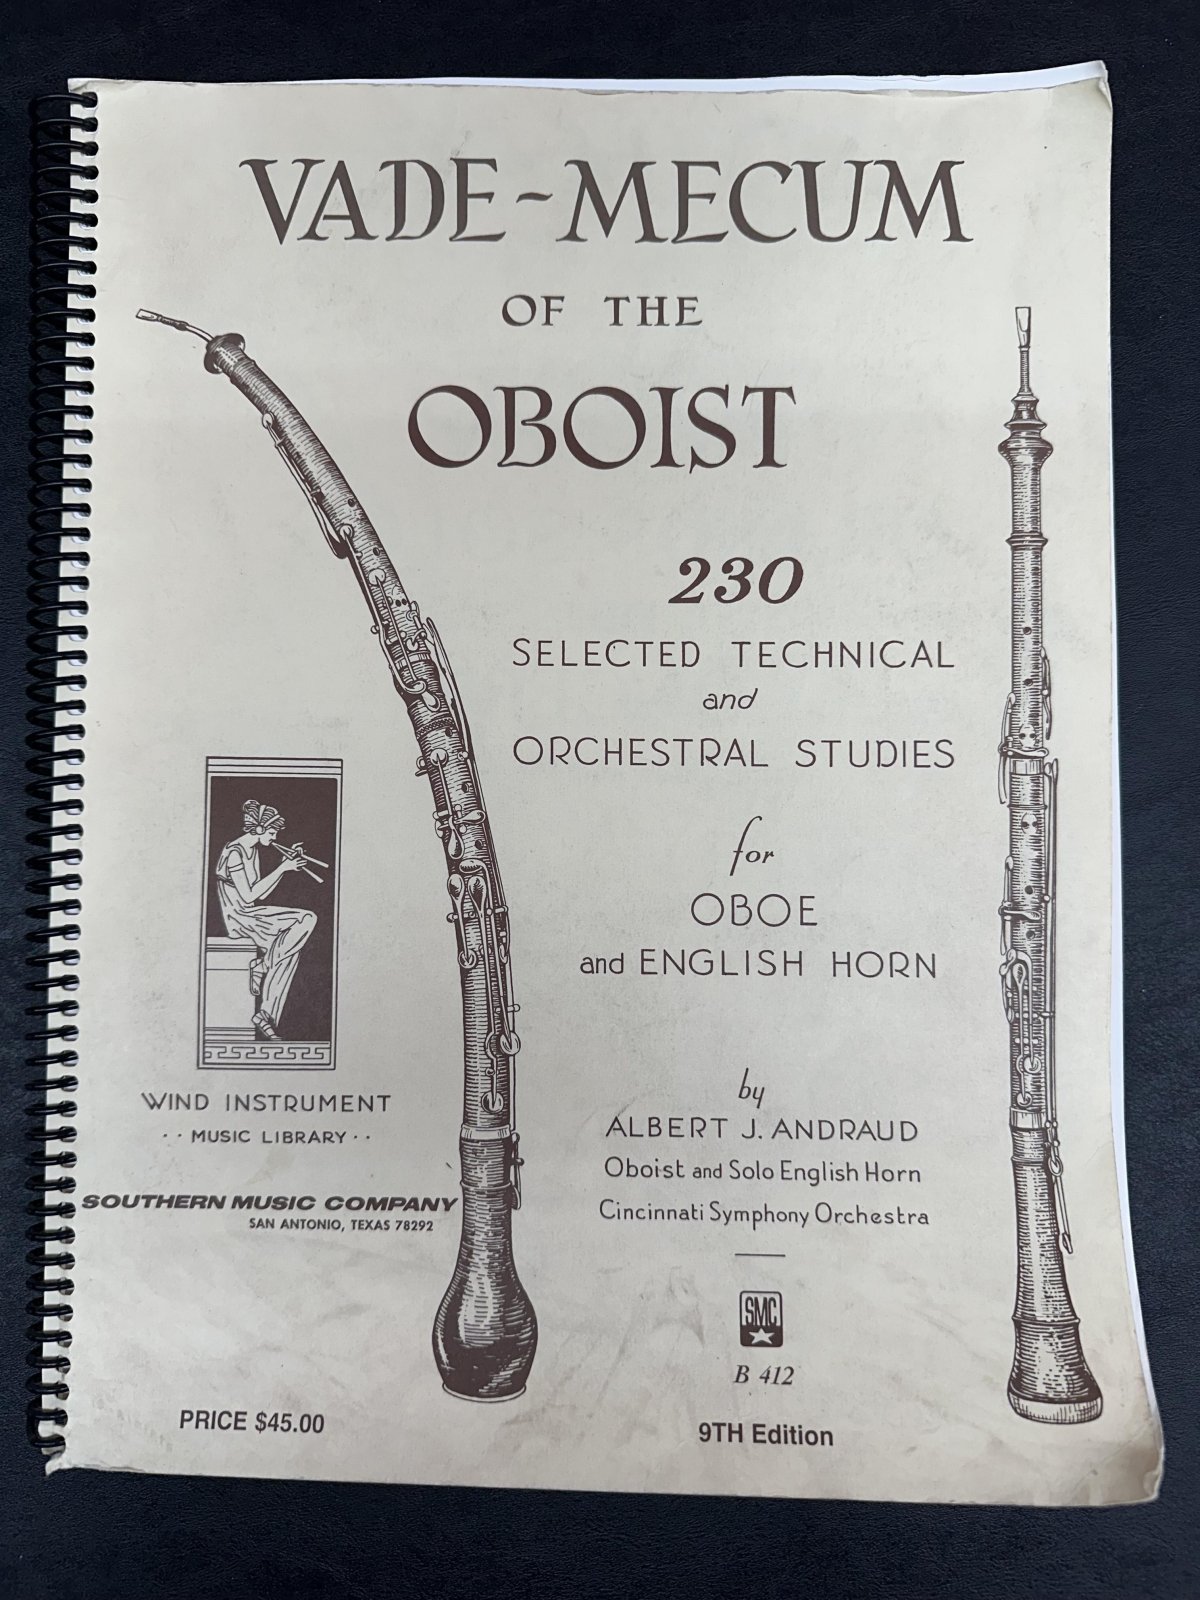 VADE-MECUM
OF THE
OBOIST
230
SELECTED TECHNICAL
and
ORCHESTRAL STUDIES
for
OBOE
and ENGLISH HORN
by
ALBERT J. ANDRAUD
Oboist and Solo English Horn
Cincinnati Symphony Orchestra
WIND INSTRUMENT
·· MUSIC LIBRARY ··
SOUTHERN MUSIC COMPANY
SAN ANTONIO, TEXAS 78292
SMC
B 412
PRICE $45.00
9TH Edition